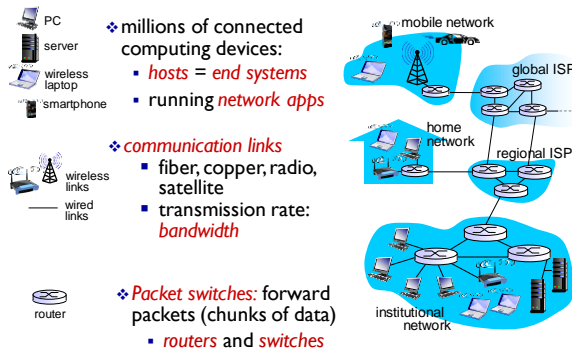 PC
server
wireless
laptop
smartphone
❖millions of connected
computing devices:
▪ hosts = end systems
▪ running network apps
wireless
links
wired
links
❖communication links
▪ fiber, copper, radio,
satellite
▪ transmission rate:
bandwidth
router
❖Packet switches: forward
packets (chunks of data)
▪ routers and switches
mobile network
global ISP
home
network
regional ISP
institutional
network